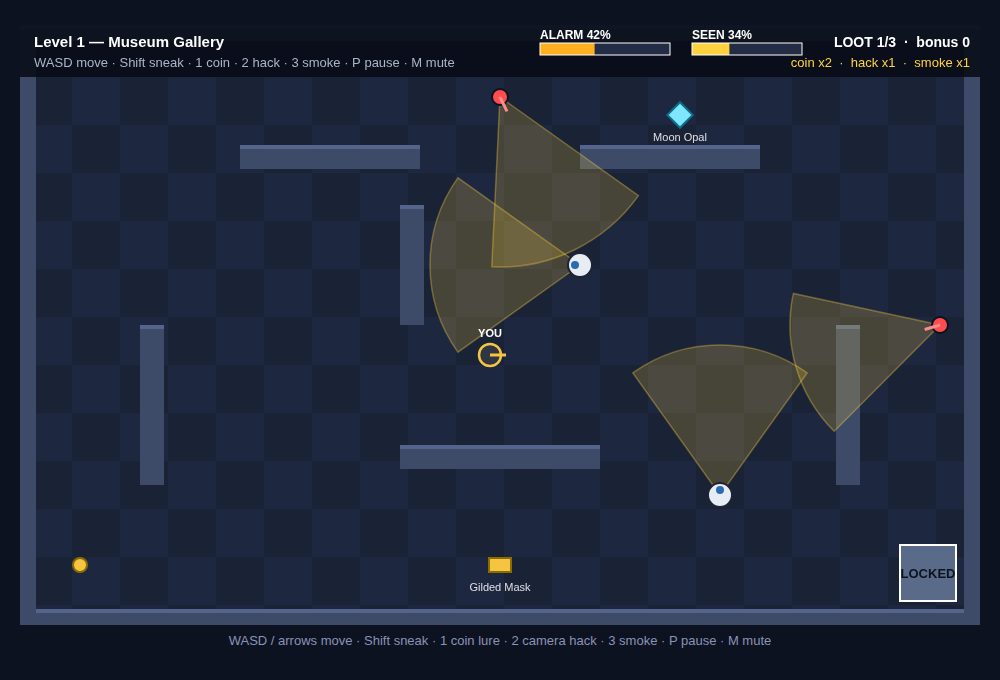 Level 1 — Museum Gallery
ALARM 42%
SEEN 34%
LOOT 1/3 · bonus 0
WASD move · Shift sneak · 1 coin · 2 hack · 3 smoke · P pause · M mute
coin x2 · hack x1 · smoke x1
Moon Opal
YOU
LOCKED
Gilded Mask
WASD / arrows move · Shift sneak · 1 coin lure · 2 camera hack · 3 smoke · P pause · M mute